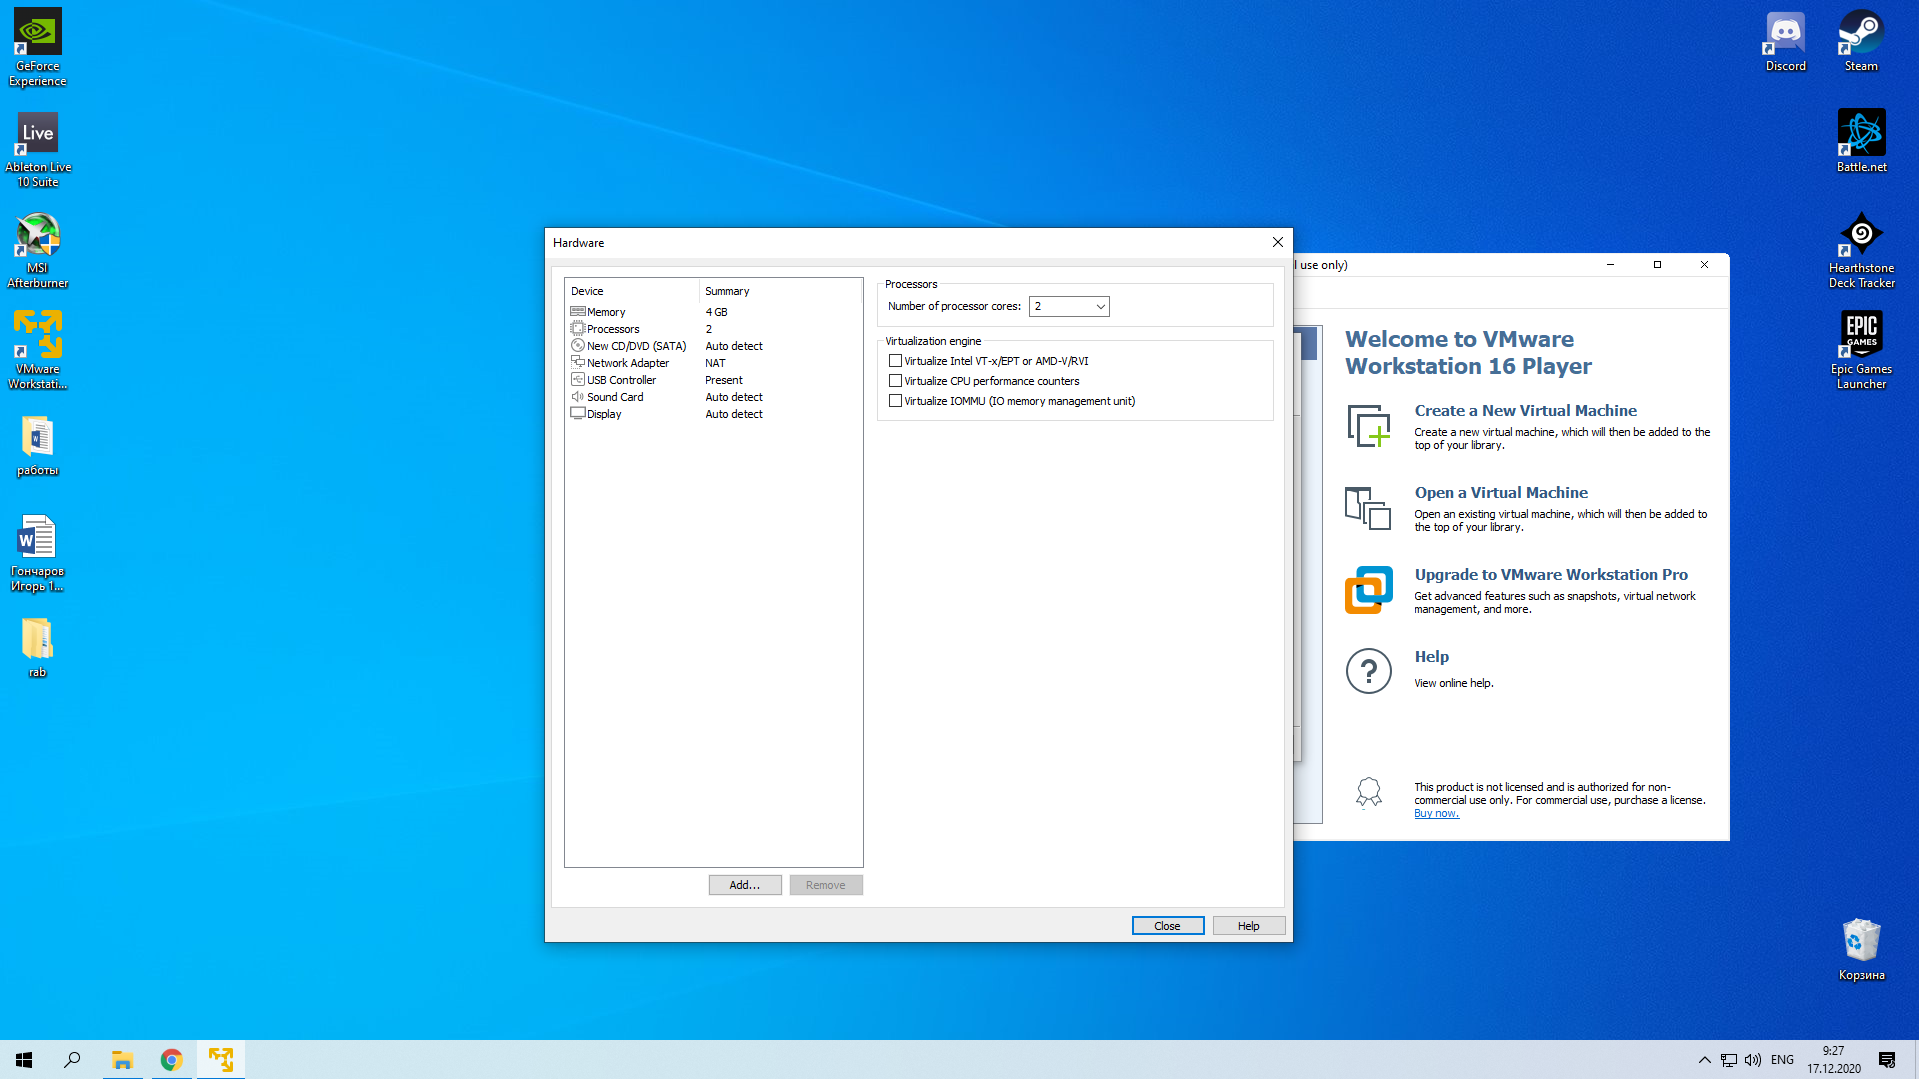 GeForce
Experience
Live
Ableton Live
10 Suite
MSI
Afterburner
VMware
Workstati...
работы
Гончаров
Игорь 1...
rab
Discord
Steam
Battle.net
Hearthstone
Deck Tracker
EPIC
GAMES
Epic Games
Launcher
Корзина
Hardware
Device Summary
Memory 4 GB
Processors 2
New CD/DVD (SATA) Auto detect
Network Adapter NAT
USB Controller Present
Sound Card Auto detect
Display Auto detect
Add...
Remove
Processors
Number of processor cores: 2
Virtualization engine
Virtualize Intel VT-x/EPT or AMD-V/RVI
Virtualize CPU performance counters
Virtualize IOMMU (IO memory management unit)
Close
Help
use only)
Welcome to VMware
Workstation 16 Player
Create a New Virtual Machine
Create a new virtual machine, which will then be added to the
top of your library.
Open a Virtual Machine
Open an existing virtual machine, which will then be added to
the top of your library.
Upgrade to VMware Workstation Pro
Get advanced features such as snapshots, virtual network
management, and more.
Help
View online help.
This product is not licensed and is authorized for non-
commercial use only. For commercial use, purchase a license.
Buy now.
ENG
9:27
17.12.2020